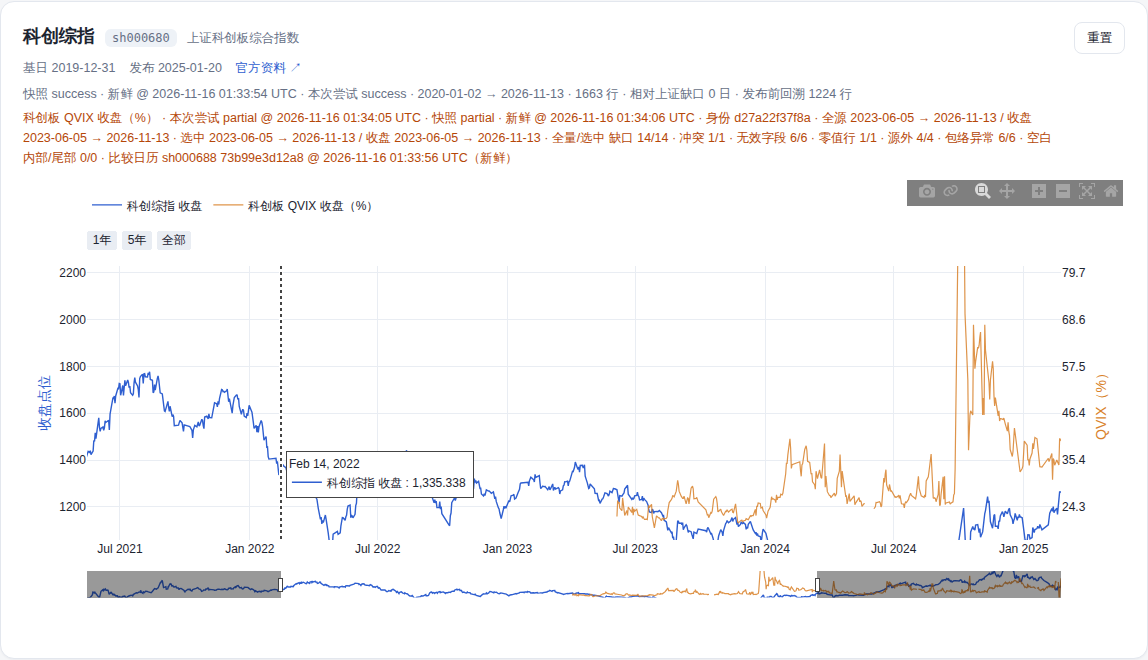 科创综指 sh000680 上证科创板综合指数
重置
基日 2019-12-31 发布 2025-01-20 官方资料 ↗
快照 success · 新鲜 @ 2026-11-16 01:33:54 UTC · 本次尝试 success · 2020-01-02 → 2026-11-13 · 1663 行 · 相对上证缺口 0 日 · 发布前回溯 1224 行
科创板 QVIX 收盘（%） · 本次尝试 partial @ 2026-11-16 01:34:05 UTC · 快照 partial · 新鲜 @ 2026-11-16 01:34:06 UTC · 身份 d27a22f37f8a · 全源 2023-06-05 → 2026-11-13 / 收盘
2023-06-05 → 2026-11-13 · 选中 2023-06-05 → 2026-11-13 / 收盘 2023-06-05 → 2026-11-13 · 全量/选中 缺口 14/14 · 冲突 1/1 · 无效字段 6/6 · 零值行 1/1 · 源外 4/4 · 包络异常 6/6 · 空白
内部/尾部 0/0 · 比较日历 sh000688 73b99e3d12a8 @ 2026-11-16 01:33:56 UTC（新鲜）
科创综指 收盘 科创板 QVIX 收盘（%）
1年 5年 全部
2200 79.7
2000 68.6
1800 57.5
1600 46.4
1400 35.4
1200 24.3
收盘点位
QVIX（%）
Feb 14, 2022
科创综指 收盘 : 1,335.338
Jul 2021 Jan 2022 Jul 2022 Jan 2023 Jul 2023 Jan 2024 Jul 2024 Jan 2025